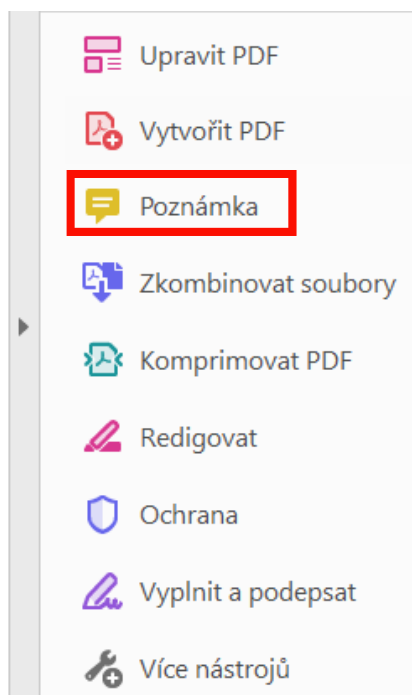 Upravit PDF
Vytvořit PDF
Poznámka
Zkombinovat soubory
Komprimovat PDF
Redigovat
Ochrana
Vyplnit a podepsat
Více nástrojů